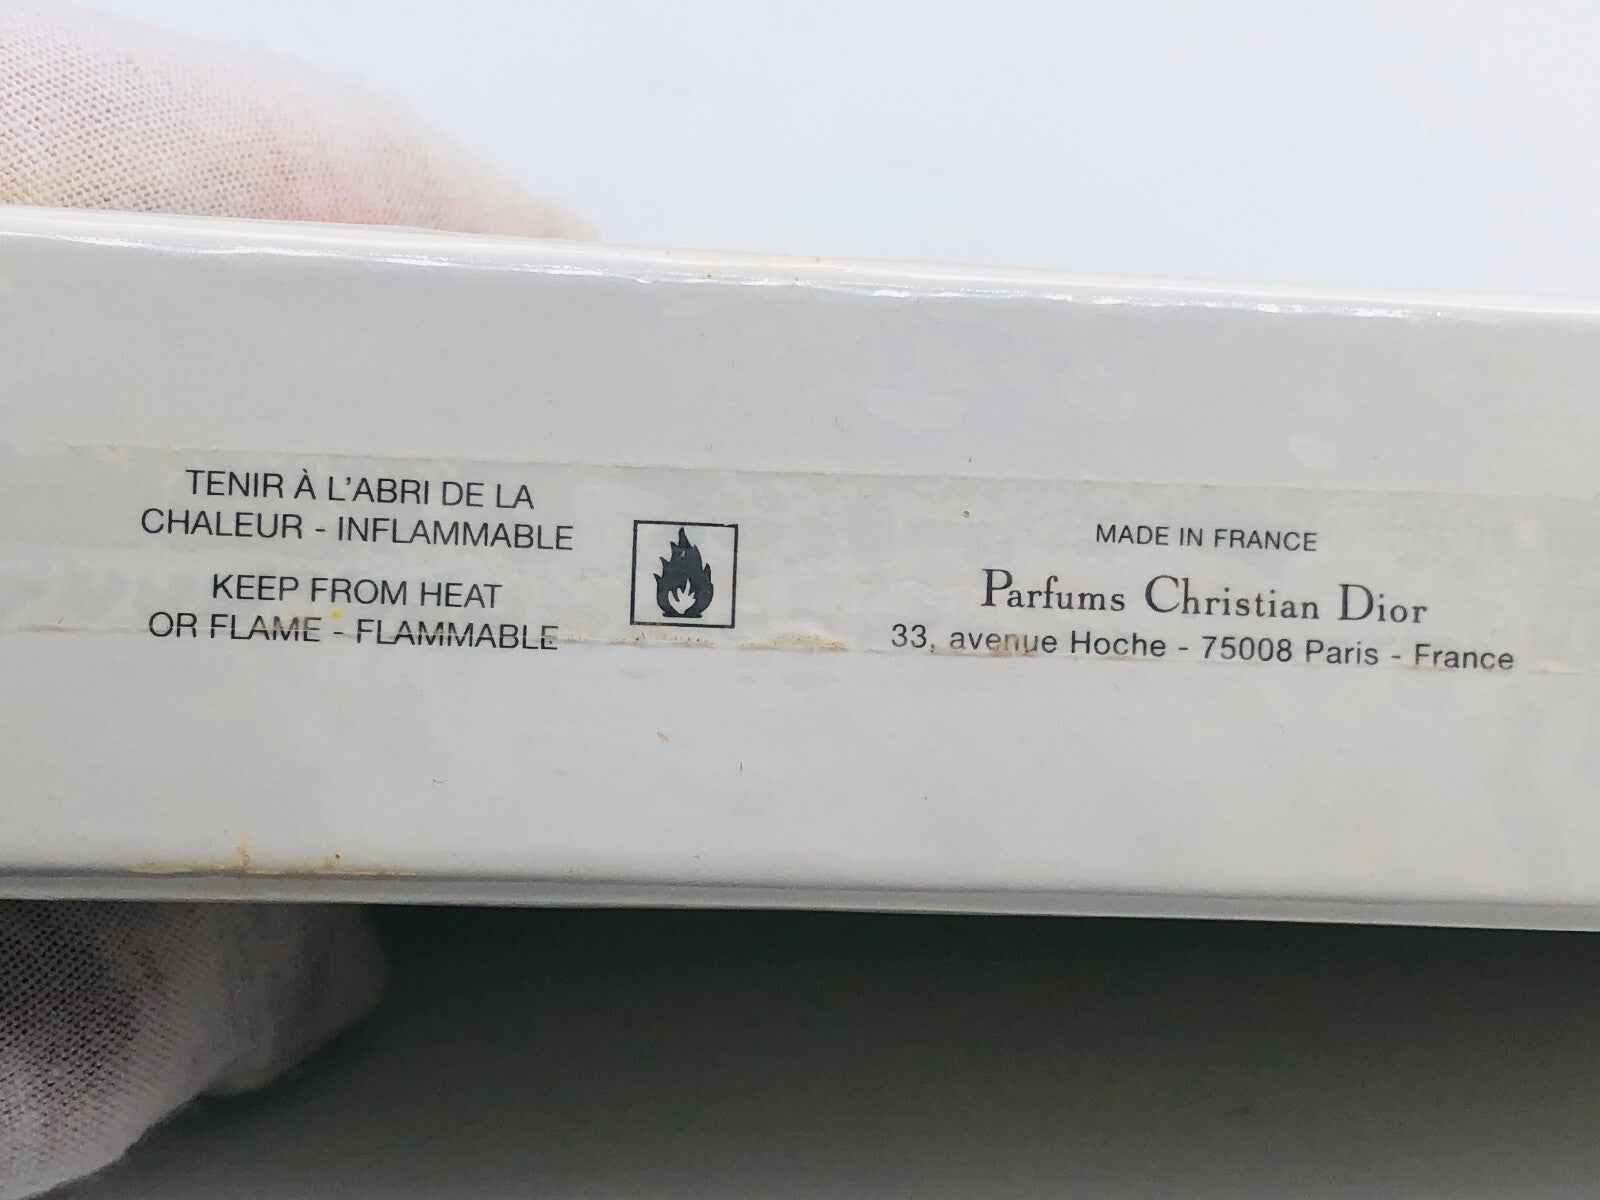 TENIR À L'ABRI DE LA
CHALEUR - INFLAMMABLE
KEEP FROM HEAT
OR FLAME - FLAMMABLE
MADE IN FRANCE
Parfums Christian Dior
33, avenue Hoche - 75008 Paris - France